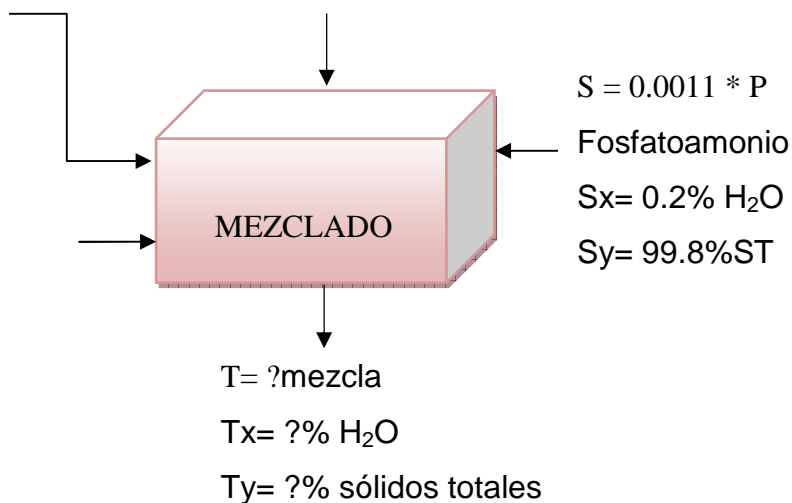 S = 0.0011 * P
Fosfatoamonio
Sx= 0.2% H₂O
Sy= 99.8%ST
MEZCLADO
T= ?mezcla
Tx= ?% H₂O
Ty= ?% sólidos totales